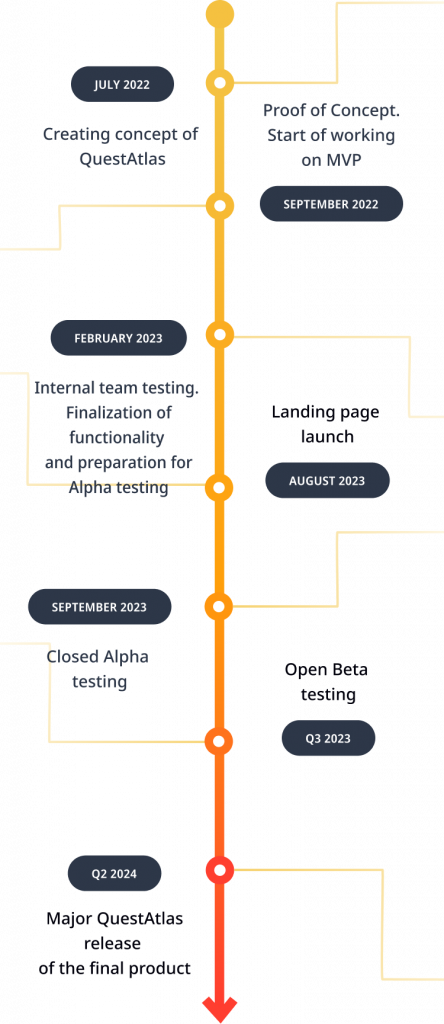 JULY 2022
Creating concept of
QuestAtlas
Proof of Concept.
Start of working
on MVP
SEPTEMBER 2022
FEBRUARY 2023
Internal team testing.
Finalization of
functionality
and preparation for
Alpha testing
Landing page
launch
AUGUST 2023
SEPTEMBER 2023
Closed Alpha
testing
Open Beta
testing
Q3 2023
Q2 2024
Major QuestAtlas
release
of the final product